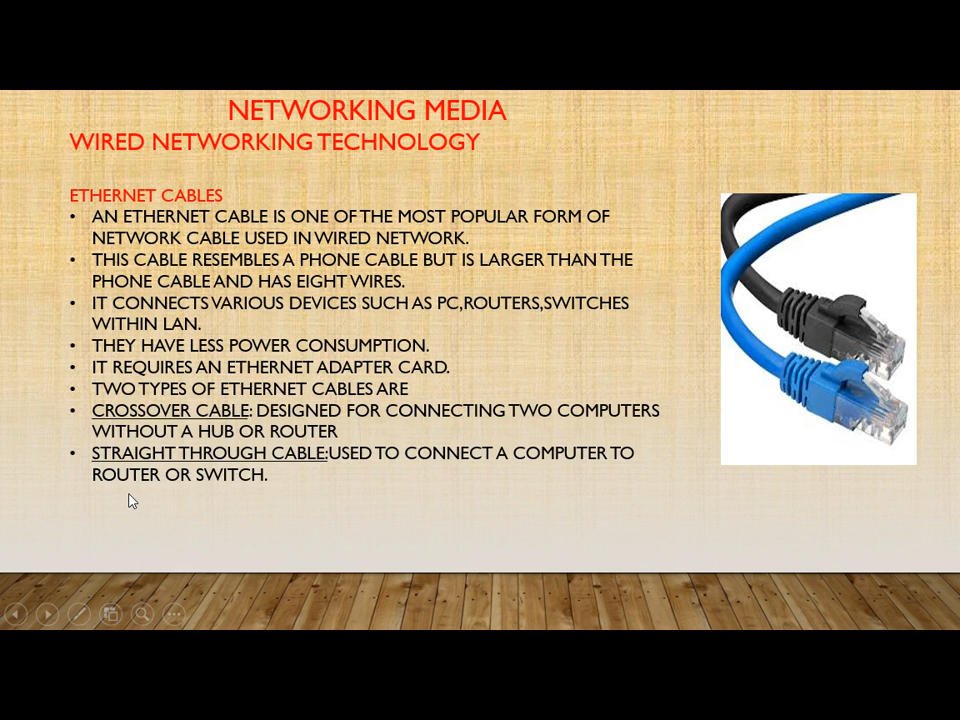 NETWORKING MEDIA
WIRED NETWORKING TECHNOLOGY
ETHERNET CABLES
• AN ETHERNET CABLE IS ONE OF THE MOST POPULAR FORM OF
NETWORK CABLE USED IN WIRED NETWORK.
• THIS CABLE RESEMBLES A PHONE CABLE BUT IS LARGER THAN THE
PHONE CABLE AND HAS EIGHT WIRES.
• IT CONNECTS VARIOUS DEVICES SUCH AS PC,ROUTERS,SWITCHES
WITHIN LAN.
• THEY HAVE LESS POWER CONSUMPTION.
• IT REQUIRES AN ETHERNET ADAPTER CARD.
• TWO TYPES OF ETHERNET CABLES ARE
• CROSSOVER CABLE: DESIGNED FOR CONNECTING TWO COMPUTERS
WITHOUT A HUB OR ROUTER
• STRAIGHT THROUGH CABLE:USED TO CONNECT A COMPUTER TO
ROUTER OR SWITCH.